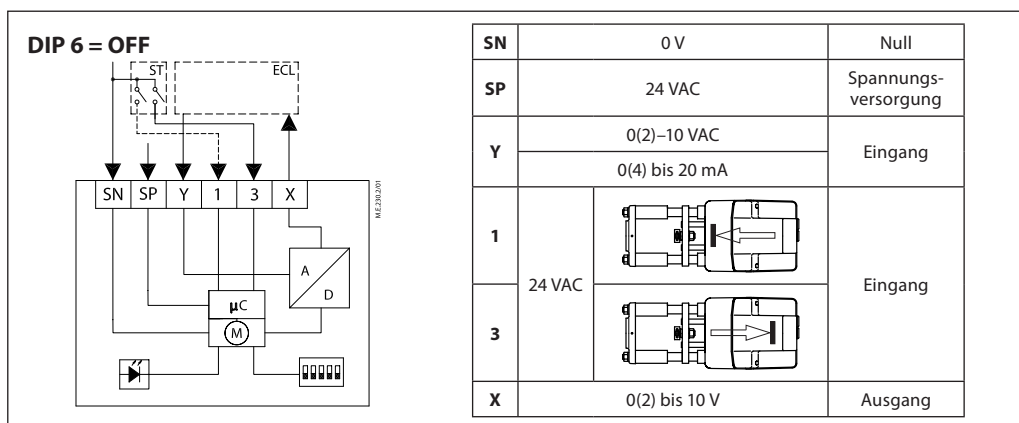 DIP 6 = OFF
ST
ECL
SN SP Y 1 3 X
M.E.230.2/01
A
D
µC
M
SN 0 V Null
SP 24 VAC Spannungs-
versorgung
Y 0(2)–10 VAC Eingang
0(4) bis 20 mA
1 24 VAC Eingang
3
X 0(2) bis 10 V Ausgang